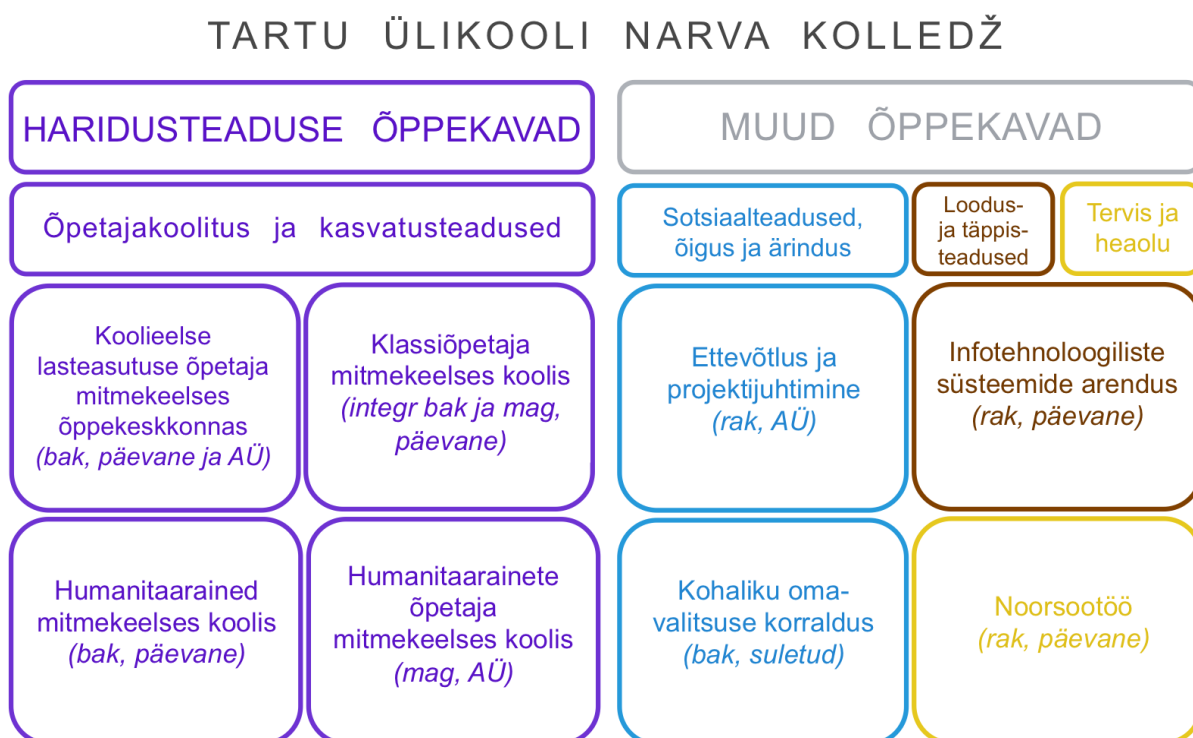 TARTU ÜLIKOOLI NARVA KOLLEDŽ
HARIDUSTEADUSE ÕPPEKAVAD
Õpetajakoolitus ja kasvatusteadused
Koolieelse
lasteasutuse õpetaja
mitmekeelses
õppekeskkonnas
(bak, päevane ja AÜ)
Klassiõpetaja
mitmekeelses koolis
(integr bak ja mag,
päevane)
Humanitaarained
mitmekeelses koolis
(bak, päevane)
Humanitaarainete
õpetaja
mitmekeelses koolis
(mag, AÜ)
MUUD ÕPPEKAVAD
Sotsiaalteadused,
õigus ja ärindus
Loodus-
ja täppis-
teadused
Tervis ja
heaolu
Ettevõtlus ja
projektijuhtimine
(rak, AÜ)
Infotehnoloogiliste
süsteemide arendus
(rak, päevane)
Kohaliku oma-
valitsuse korraldus
(bak, suletud)
Noorsootöö
(rak, päevane)